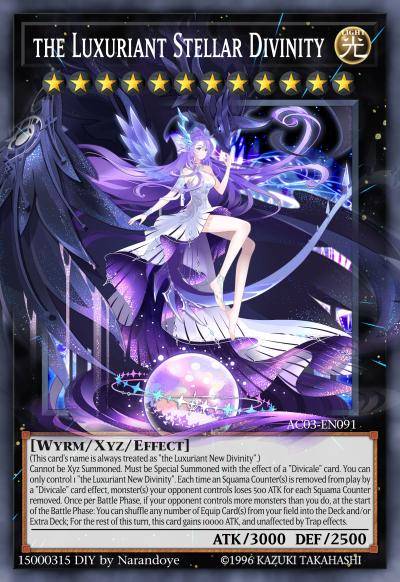 the Luxuriant Stellar Divinity
LIGHT
光
AC03-EN091
[Wyrm/Xyz/Effect]
(This card's name is always treated as "the Luxuriant New Divinity".)
Cannot be Xyz Summoned. Must be Special Summoned with the effect of a "Divicale" card. You can
only control 1 "the Luxuriant New Divinity". Each time an Squama Counter(s) is removed from play by
a "Divicale" card effect, monster(s) your opponent controls loses 500 ATK for each Squama Counter
removed. Once per Battle Phase, if your opponent controls more monsters than you do, at the start
of the Battle Phase: You can shuffle any number of Equip Card(s) from your field into the Deck and/or
Extra Deck; For the rest of this turn, this card gains 10000 ATK, and unaffected by Trap effects.
ATK/3000 DEF/2500
15000315 DIY by Narandoye
©1996 KAZUKI TAKAHASHI